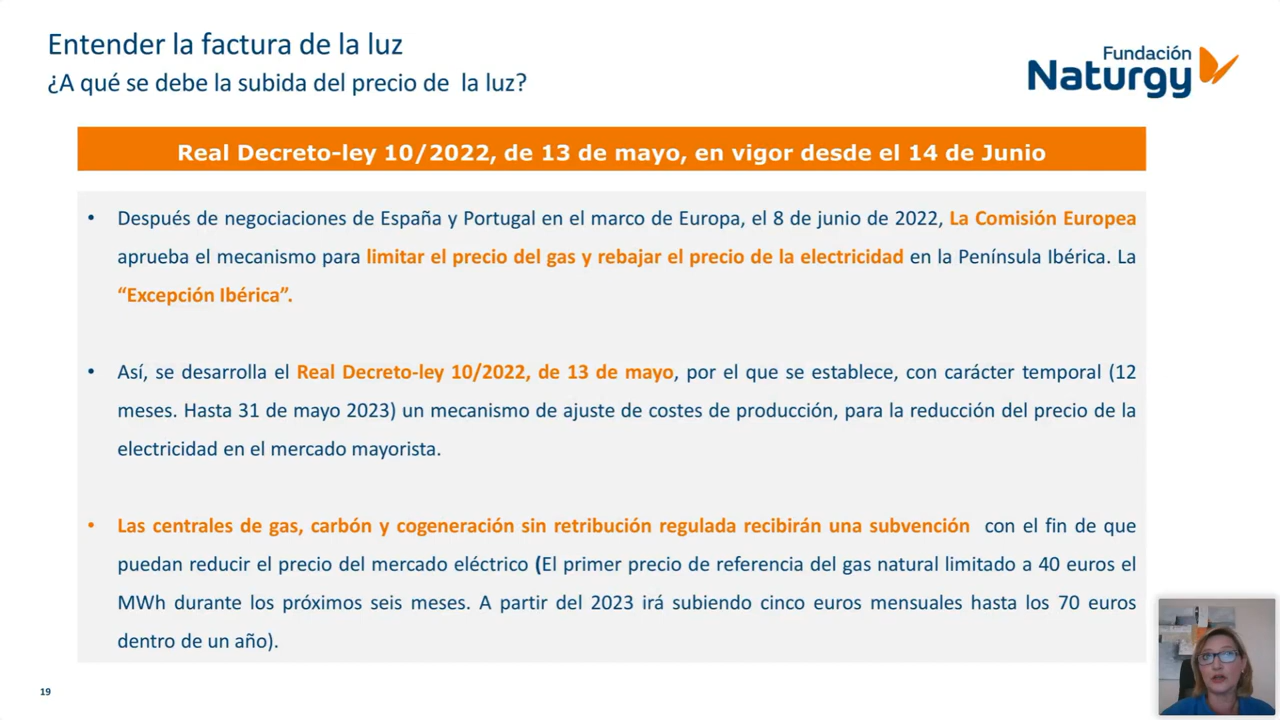 Entender la factura de la luz
¿A qué se debe la subida del precio de la luz?
Fundación
Naturgy
Real Decreto-ley 10/2022, de 13 de mayo, en vigor desde el 14 de Junio
• Después de negociaciones de España y Portugal en el marco de Europa, el 8 de junio de 2022, La Comisión Europea
aprueba el mecanismo para limitar el precio del gas y rebajar el precio de la electricidad en la Península Ibérica. La
“Excepción Ibérica”.
• Así, se desarrolla el Real Decreto-ley 10/2022, de 13 de mayo, por el que se establece, con carácter temporal (12
meses. Hasta 31 de mayo 2023) un mecanismo de ajuste de costes de producción, para la reducción del precio de la
electricidad en el mercado mayorista.
• Las centrales de gas, carbón y cogeneración sin retribución regulada recibirán una subvención con el fin de que
puedan reducir el precio del mercado eléctrico (El primer precio de referencia del gas natural limitado a 40 euros el
MWh durante los próximos seis meses. A partir del 2023 irá subiendo cinco euros mensuales hasta los 70 euros
dentro de un año).
19